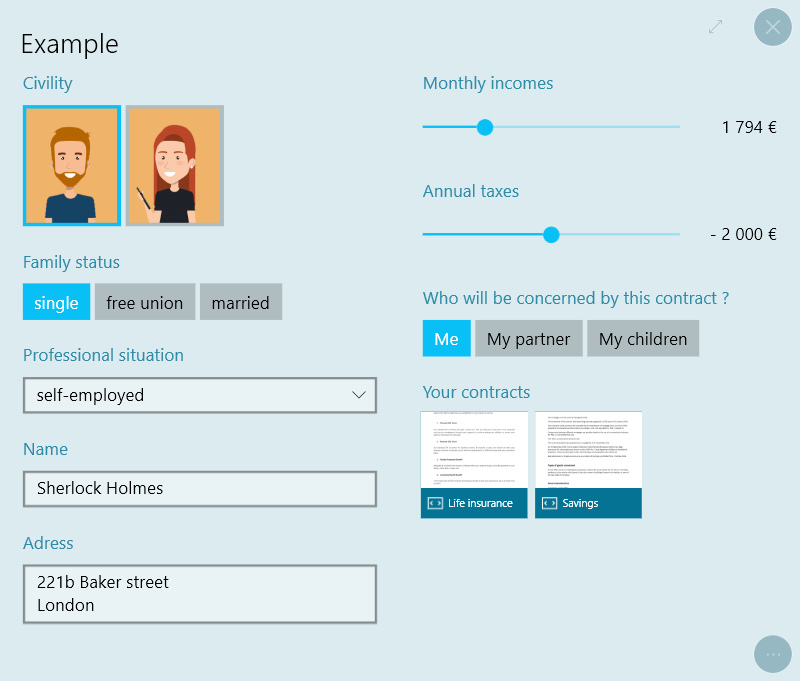 Example
Civility
Family status
single
free union
married
Professional situation
self-employed
Name
Sherlock Holmes
Adress
221b Baker street
London
Monthly incomes
1 794 €
Annual taxes
- 2 000 €
Who will be concerned by this contract ?
Me
My partner
My children
Your contracts
Life insurance
Savings